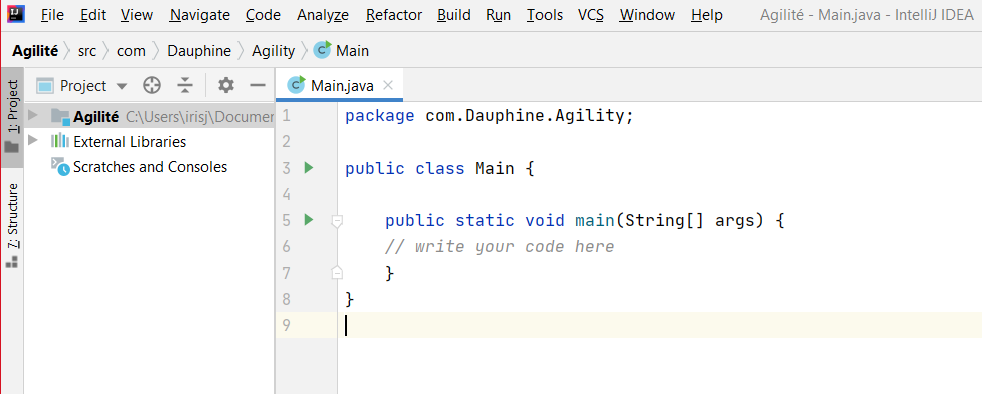 IJ File Edit View Navigate Code Analyze Refactor Build Run Tools VCS Window Help Agilité - Main.java - IntelliJ IDEA
Agilité src com Dauphine Agility C Main
1: Project
7: Structure
Project
Agilité C:\Users\irisj\Documer
External Libraries
Scratches and Consoles
C Main.java
1 package com.Dauphine.Agility;
2
3 public class Main {
4
5 public static void main(String[] args) {
6 // write your code here
7 }
8 }
9